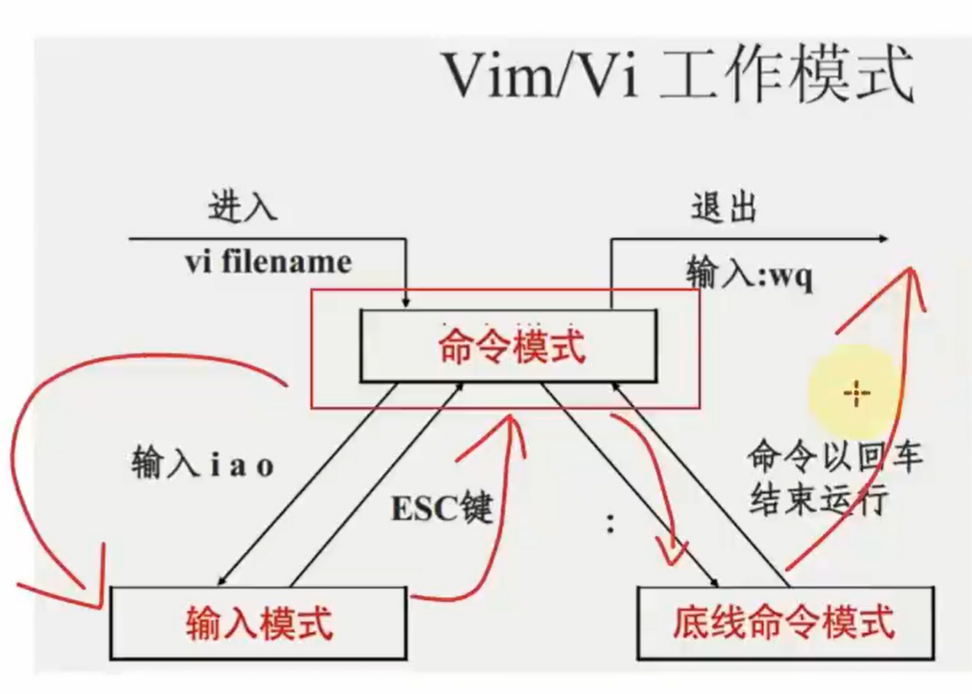 Vim/Vi 工作模式
进入
vi filename
退出
输入:wq
命令模式
输入 i a o
ESC键
:
命令以回车
结束运行
输入模式
底线命令模式